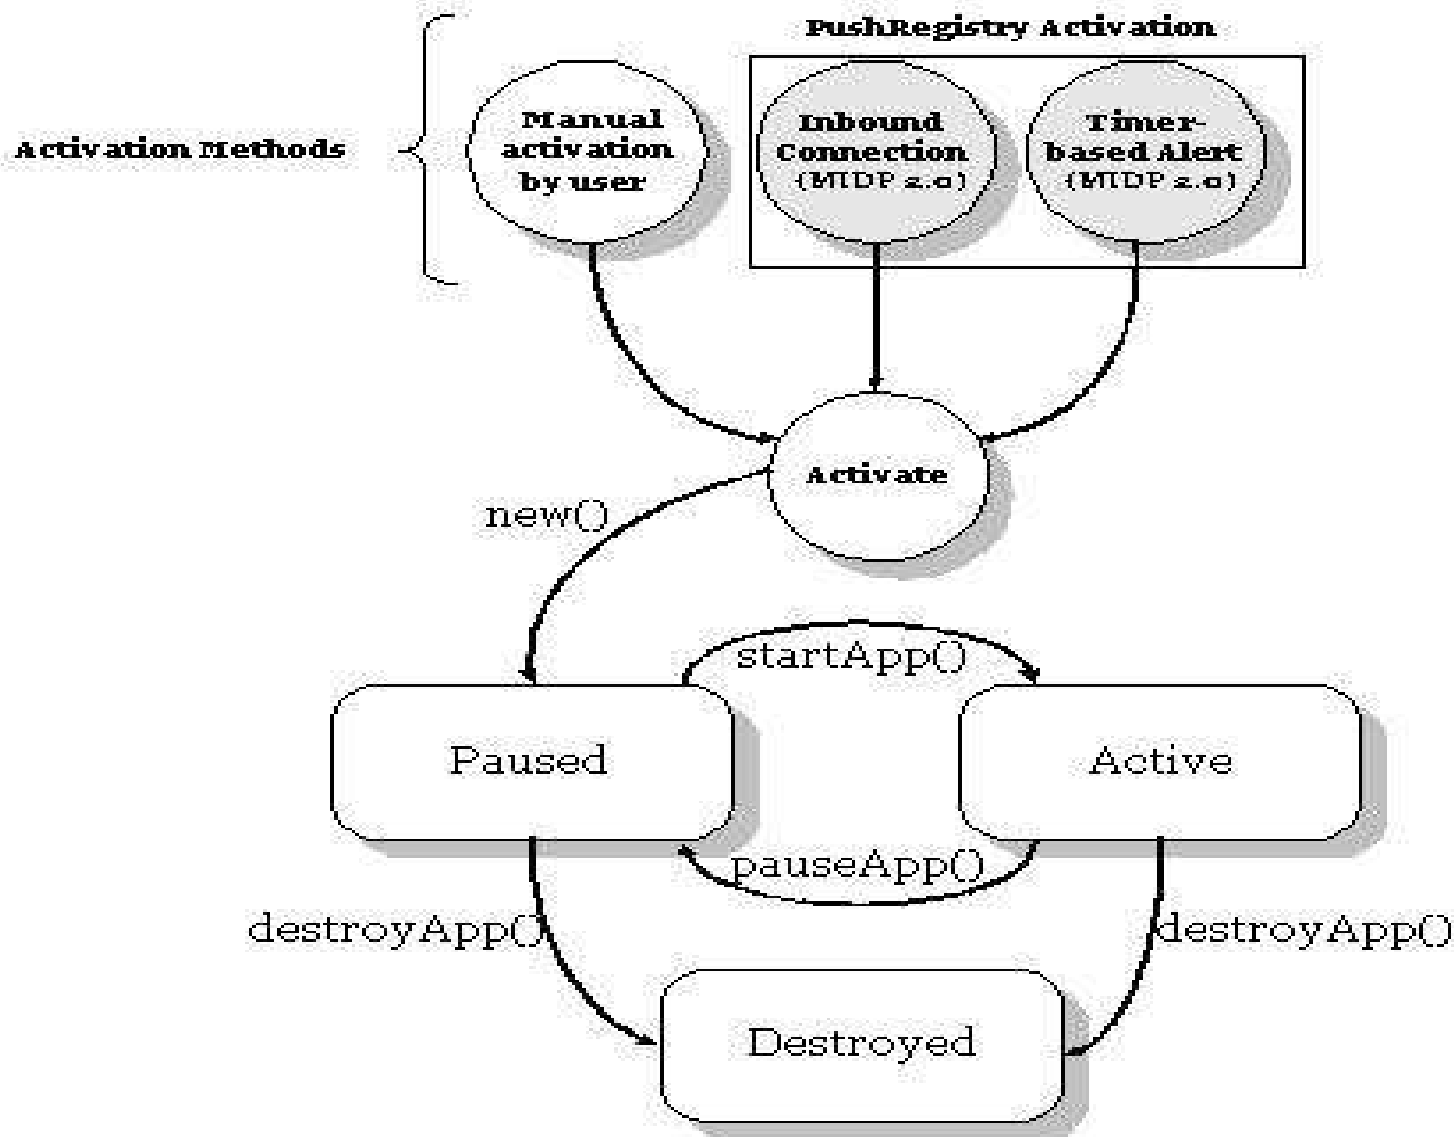 PushRegistry Activation
Activation Methods
Manual
activation
by user
Inbound
Connection
(MIDP 2.0)
Timer-
based Alert
(MIDP 2.0)
Activate
new()
startApp()
Paused
Active
pauseApp()
destroyApp()
destroyApp()
Destroyed